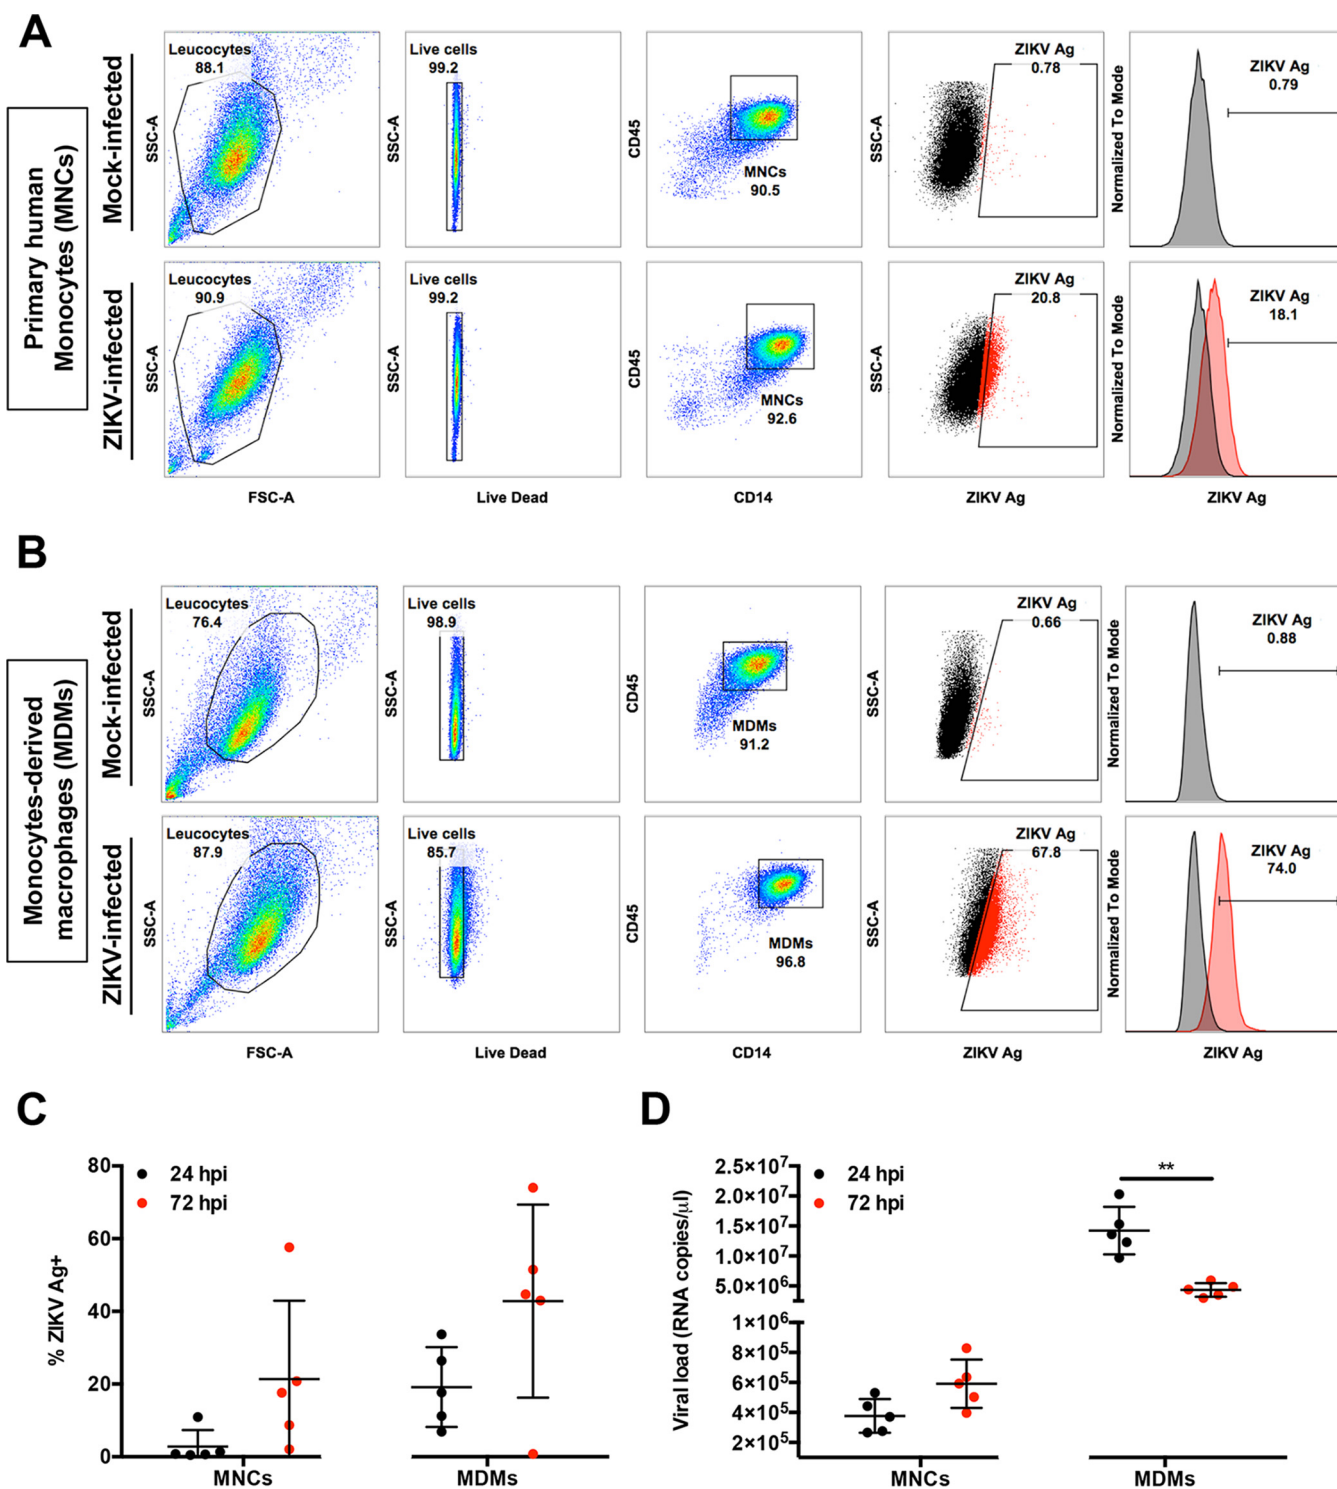 A
Primary human
Monocytes (MNCs)
Mock-infected
Leucocytes
88.1
SSC-A
Live cells
99.2
SSC-A
CD45
MNCs
90.5
ZIKV Ag
0.78
SSC-A
Normalized To Mode
ZIKV Ag
0.79
ZIKV-infected
Leucocytes
90.9
SSC-A
Live cells
99.2
SSC-A
CD45
MNCs
92.6
ZIKV Ag
20.8
SSC-A
Normalized To Mode
ZIKV Ag
18.1
FSC-A
Live Dead
CD14
ZIKV Ag
ZIKV Ag
B
Monocytes-derived
macrophages (MDMs)
Mock-infected
Leucocytes
76.4
SSC-A
Live cells
98.9
SSC-A
CD45
MDMs
91.2
ZIKV Ag
0.66
SSC-A
Normalized To Mode
ZIKV Ag
0.88
ZIKV-infected
Leucocytes
87.9
SSC-A
Live cells
85.7
SSC-A
CD45
MDMs
96.8
ZIKV Ag
67.8
SSC-A
Normalized To Mode
ZIKV Ag
74.0
FSC-A
Live Dead
CD14
ZIKV Ag
ZIKV Ag
C
% ZIKV Ag+
80
60
40
20
0
24 hpi
72 hpi
MNCs
MDMs
D
Viral load (RNA copies/µl)
2.5×10⁷
2.0×10⁷
1.5×10⁷
1.0×10⁷
5.0×10⁶
1×10⁶
8×10⁵
6×10⁵
4×10⁵
2×10⁵
24 hpi
72 hpi
**
MNCs
MDMs